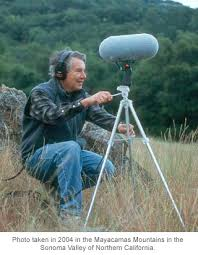 Photo taken in 2004 in the Mayacamas Mountains in the
Sonoma Valley of Northern California.